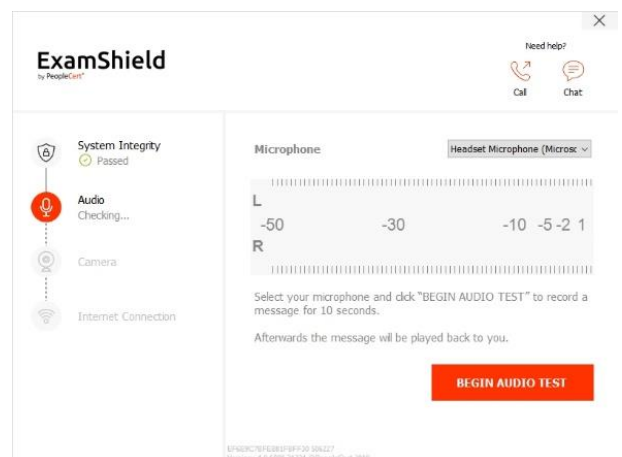 Need help?
ExamShield
by PeopleCert
Call Chat
System Integrity
Passed
Audio
Checking...
Camera
Internet Connection
Microphone
Headset Microphone (Microsc
L
-50 -30 -10 -5 -2 1
R
Select your microphone and click "BEGIN AUDIO TEST" to record a
message for 10 seconds.
Afterwards the message will be played back to you.
BEGIN AUDIO TEST